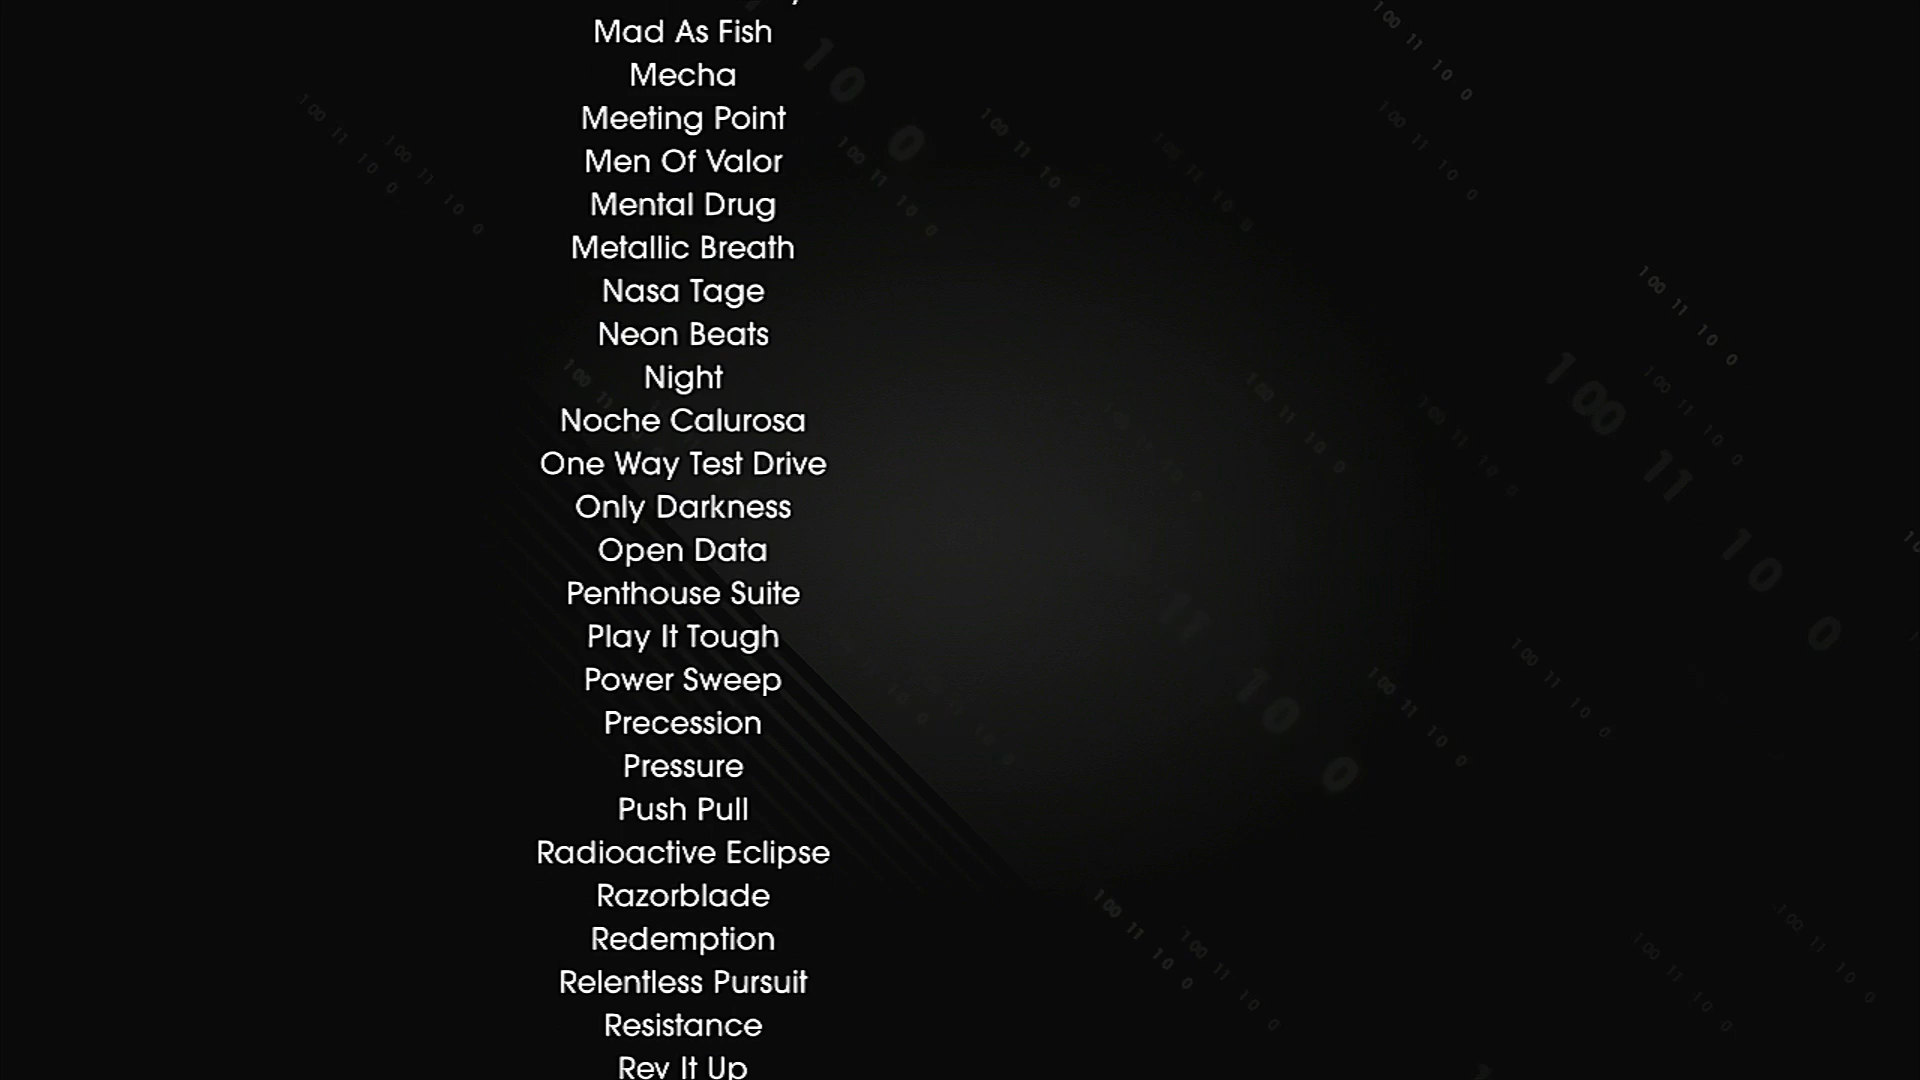 Mad As Fish
Mecha
Meeting Point
Men Of Valor
Mental Drug
Metallic Breath
Nasa Tage
Neon Beats
Night
Noche Calurosa
One Way Test Drive
Only Darkness
Open Data
Penthouse Suite
Play It Tough
Power Sweep
Precession
Pressure
Push Pull
Radioactive Eclipse
Razorblade
Redemption
Relentless Pursuit
Resistance
Rev It Up